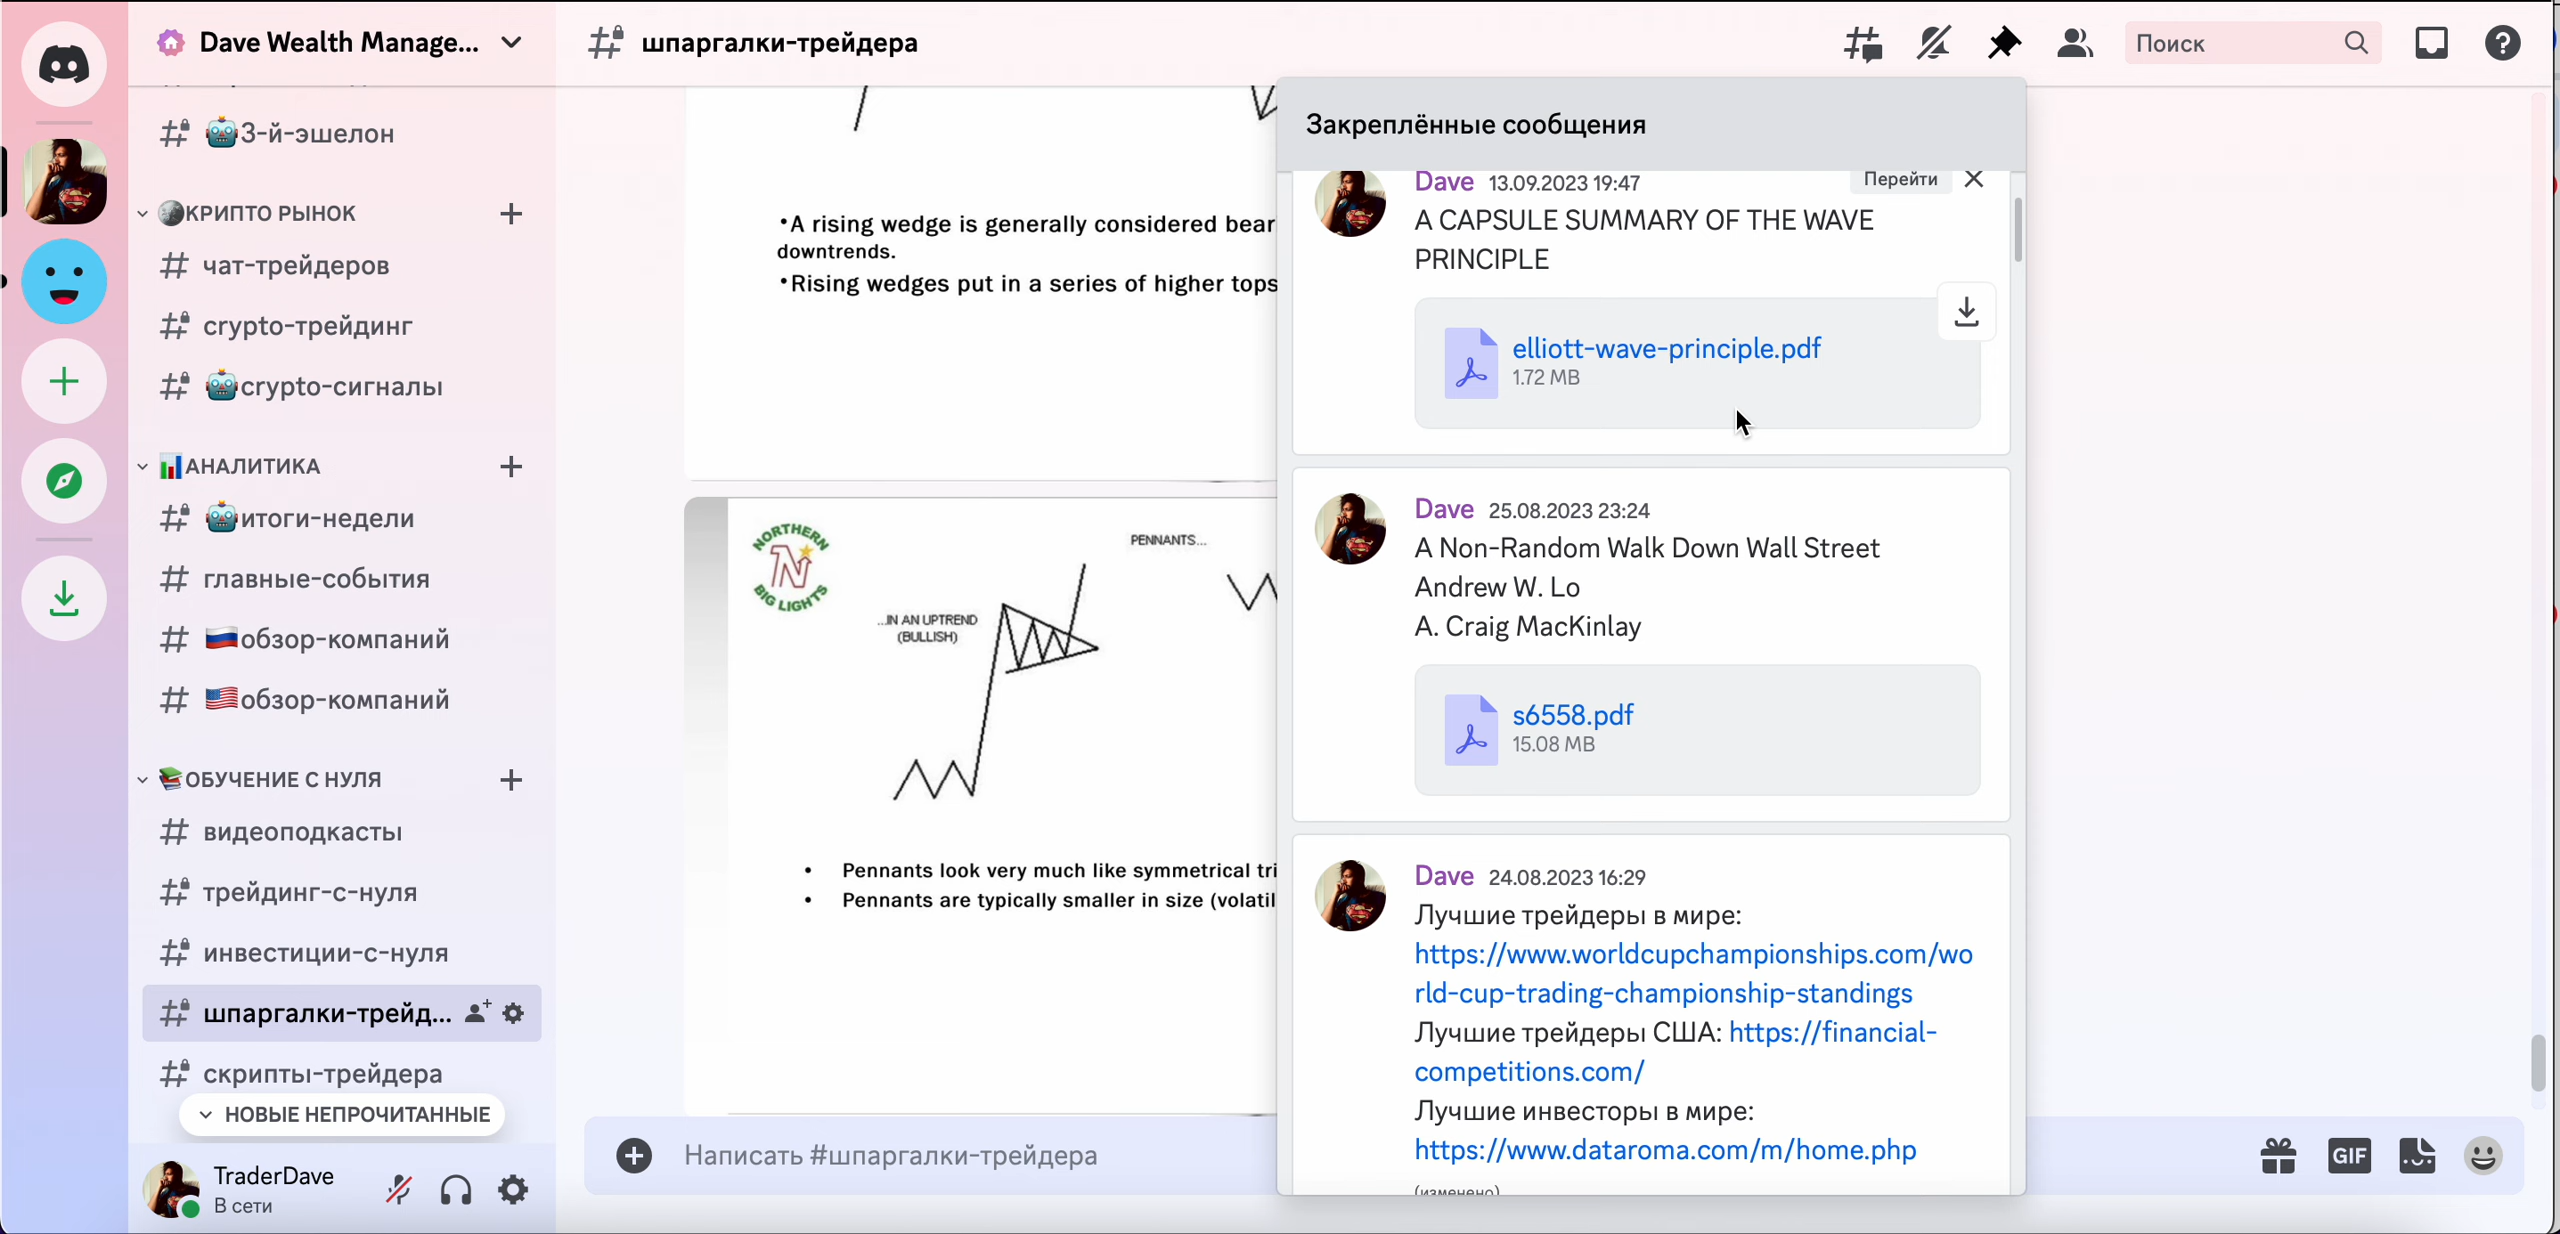 Dave Wealth Manage...
3-й-эшелон
КРИПТО РЫНОК
чат-трейдеров
crypto-трейдинг
crypto-сигналы
АНАЛИТИКА
итоги-недели
главные-события
обзор-компаний
обзор-компаний
ОБУЧЕНИЕ С НУЛЯ
видеоподкасты
трейдинг-с-нуля
инвестиции-с-нуля
шпаргалки-трейд...
скрипты-трейдера
НОВЫЕ НЕПРОЧИТАННЫЕ
TraderDave
В сети
шпаргалки-трейдера
Поиск
•A rising wedge is generally considered bear
downtrends.
•Rising wedges put in a series of higher tops
NORTHERN
N
BIG LIGHTS
PENNANTS...
...IN AN UPTREND
(BULLISH)
• Pennants look very much like symmetrical tri
• Pennants are typically smaller in size (volatil
Написать #шпаргалки-трейдера
GIF
Закреплённые сообщения
Dave 13.09.2023 19:47
Перейти
A CAPSULE SUMMARY OF THE WAVE
PRINCIPLE
elliott-wave-principle.pdf
1.72 MB
Dave 25.08.2023 23:24
A Non-Random Walk Down Wall Street
Andrew W. Lo
A. Craig MacKinlay
s6558.pdf
15.08 MB
Dave 24.08.2023 16:29
Лучшие трейдеры в мире:
https://www.worldcupchampionships.com/wo
rld-cup-trading-championship-standings
Лучшие трейдеры США: https://financial-
competitions.com/
Лучшие инвесторы в мире:
https://www.dataroma.com/m/home.php
(изменено)